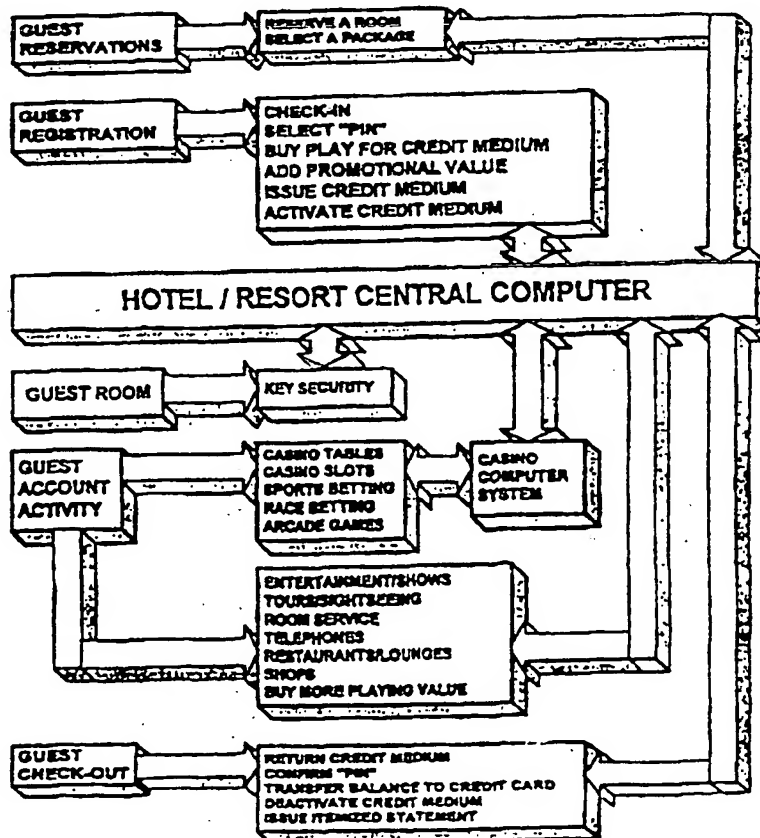 GUEST
RESERVATIONS
RESERVE A ROOM
SELECT A PACKAGE
GUEST
REGISTRATION
CHECK-IN
SELECT "PIN"
BUY PLAY FOR CREDIT MEDIUM
ADD PROMOTIONAL VALUE
ISSUE CREDIT MEDIUM
ACTIVATE CREDIT MEDIUM
HOTEL / RESORT CENTRAL COMPUTER
GUEST ROOM
KEY SECURITY
GUEST
ACCOUNT
ACTIVITY
CASINO TABLES
CASINO SLOTS
SPORTS BETTING
RACE BETTING
ARCADE GAMES
CASINO
COMPUTER
SYSTEM
ENTERTAINMENT/SHOWS
TOURS/SIGHTSEEING
ROOM SERVICE
TELEPHONES
RESTAURANTS/LOUNGES
SHOPS
BUY MORE PLAYING VALUE
GUEST
CHECK-OUT
RETURN CREDIT MEDIUM
CONFIRM "PIN"
TRANSFER BALANCE TO CREDIT CARD
DEACTIVATE CREDIT MEDIUM
ISSUE ITEMIZED STATEMENT